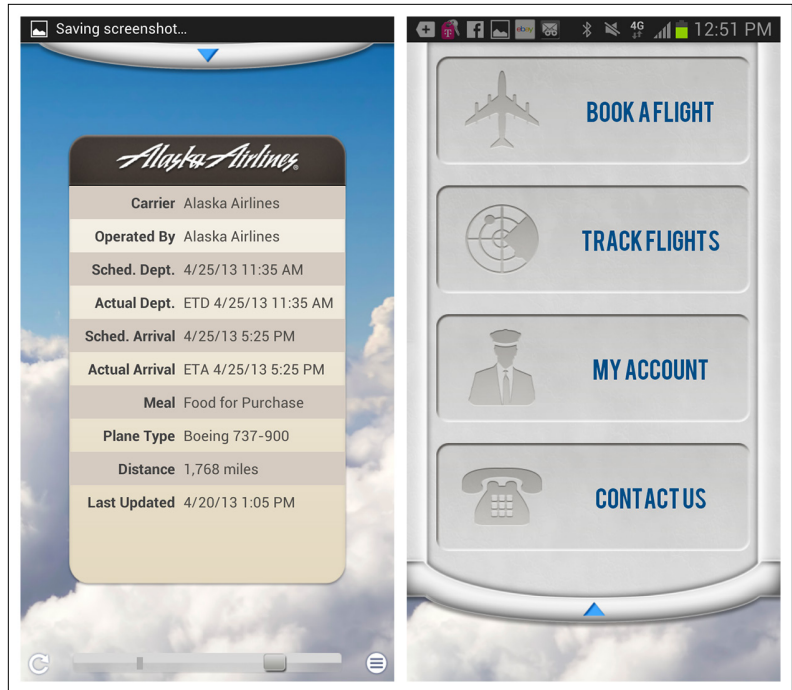 Saving screenshot...
Alaska Airlines
Carrier Alaska Airlines
Operated By Alaska Airlines
Sched. Dept. 4/25/13 11:35 AM
Actual Dept. ETD 4/25/13 11:35 AM
Sched. Arrival 4/25/13 5:25 PM
Actual Arrival ETA 4/25/13 5:25 PM
Meal Food for Purchase
Plane Type Boeing 737-900
Distance 1,768 miles
Last Updated 4/20/13 1:05 PM
ebay 4G 12:51 PM
BOOK A FLIGHT
TRACK FLIGHTS
MY ACCOUNT
CONTACT US